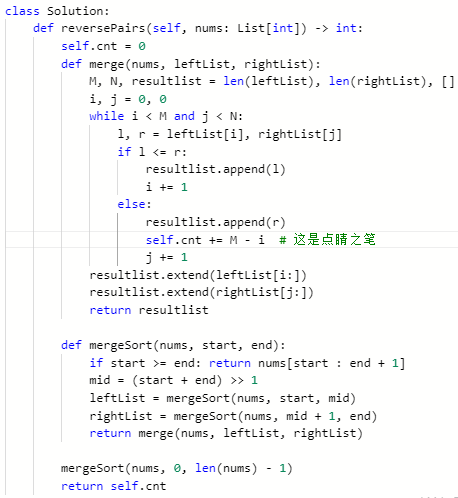 class Solution:
    def reversePairs(self, nums: List[int]) -> int:
        self.cnt = 0
        def merge(nums, leftList, rightList):
            M, N, resultlist = len(leftList), len(rightList), []
            i, j = 0, 0
            while i < M and j < N:
                l, r = leftList[i], rightList[j]
                if l <= r:
                    resultlist.append(l)
                    i += 1
                else:
                    resultlist.append(r)
                    self.cnt += M - i  # 这是点睛之笔
                    j += 1
            resultlist.extend(leftList[i:])
            resultlist.extend(rightList[j:])
            return resultlist

        def mergeSort(nums, start, end):
            if start >= end: return nums[start : end + 1]
            mid = (start + end) >> 1
            leftList = mergeSort(nums, start, mid)
            rightList = mergeSort(nums, mid + 1, end)
            return merge(nums, leftList, rightList)

        mergeSort(nums, 0, len(nums) - 1)
        return self.cnt